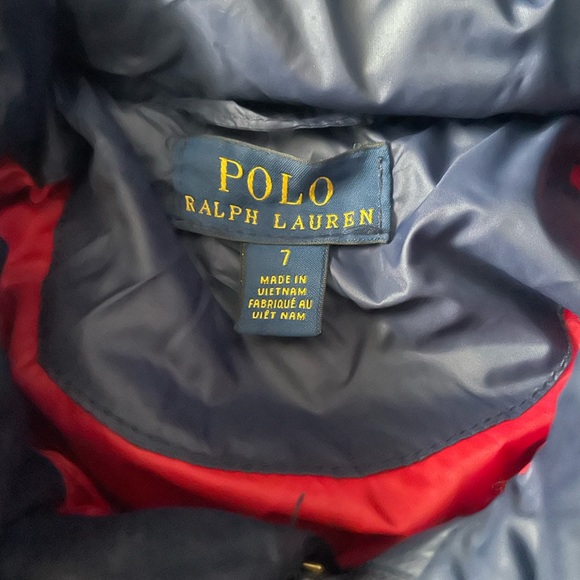 POLO
RALPH LAUREN
7
MADE IN
VIETNAM
FABRIQUÉ AU
VIÊT NAM